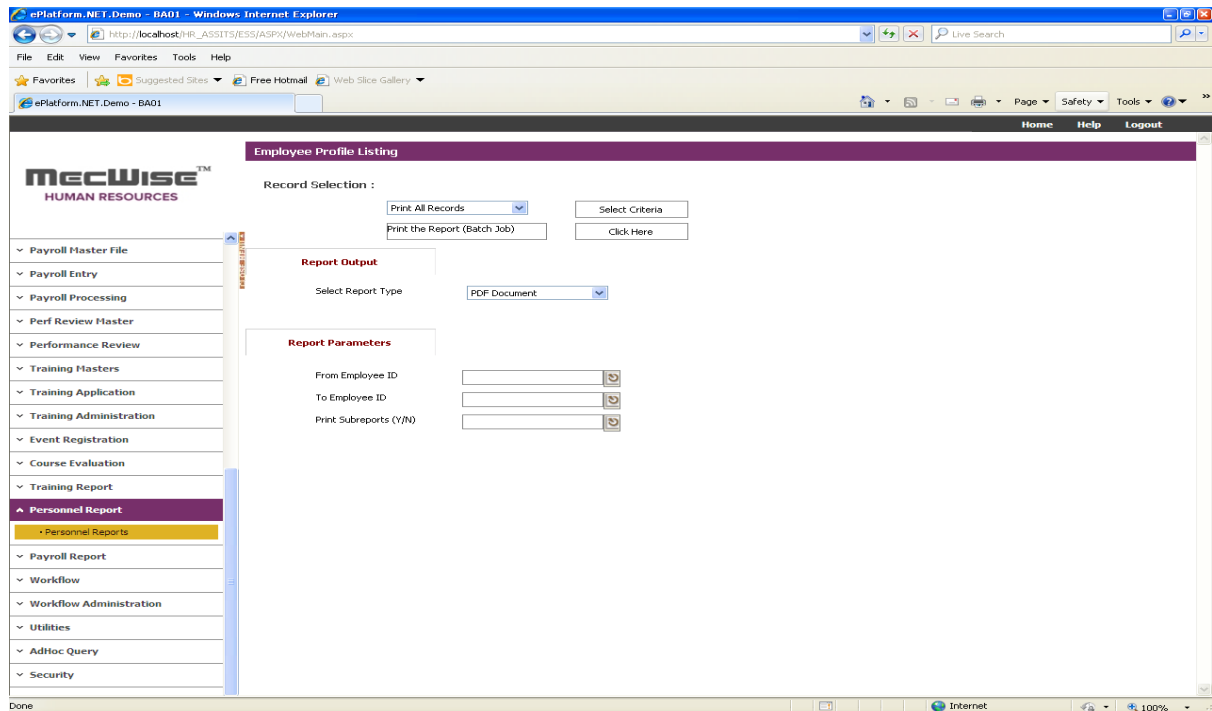 ePlatform.NET.Demo - BA01 - Windows Internet Explorer
http://localhost/HR_ASSITS/ESS/ASPX/WebMain.aspx
Live Search
File Edit View Favorites Tools Help
Favorites Suggested Sites Free Hotmail Web Slice Gallery
ePlatform.NET.Demo - BA01
Page Safety Tools »
Home Help Logout
MecWise™
HUMAN RESOURCES
Payroll Master File
Payroll Entry
Payroll Processing
Perf Review Master
Performance Review
Training Masters
Training Application
Training Administration
Event Registration
Course Evaluation
Training Report
Personnel Report
• Personnel Reports
Payroll Report
Workflow
Workflow Administration
Utilities
AdHoc Query
Security
Employee Profile Listing
Record Selection :
Print All Records Select Criteria
Print the Report (Batch Job) Click Here
Report Output
Select Report Type PDF Document
Report Parameters
From Employee ID
To Employee ID
Print Subreports (Y/N)
Done Internet 100%